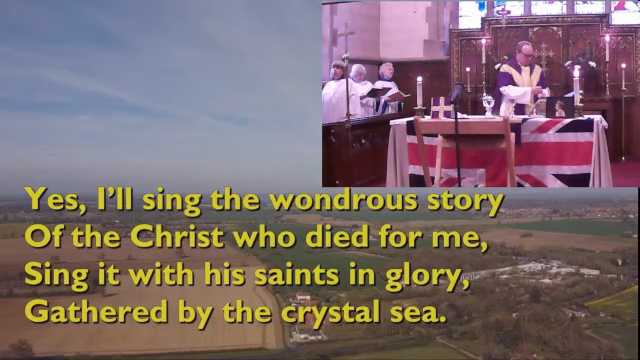 Yes, I'll sing the wondrous story
Of the Christ who died for me,
Sing it with his saints in glory,
Gathered by the crystal sea.